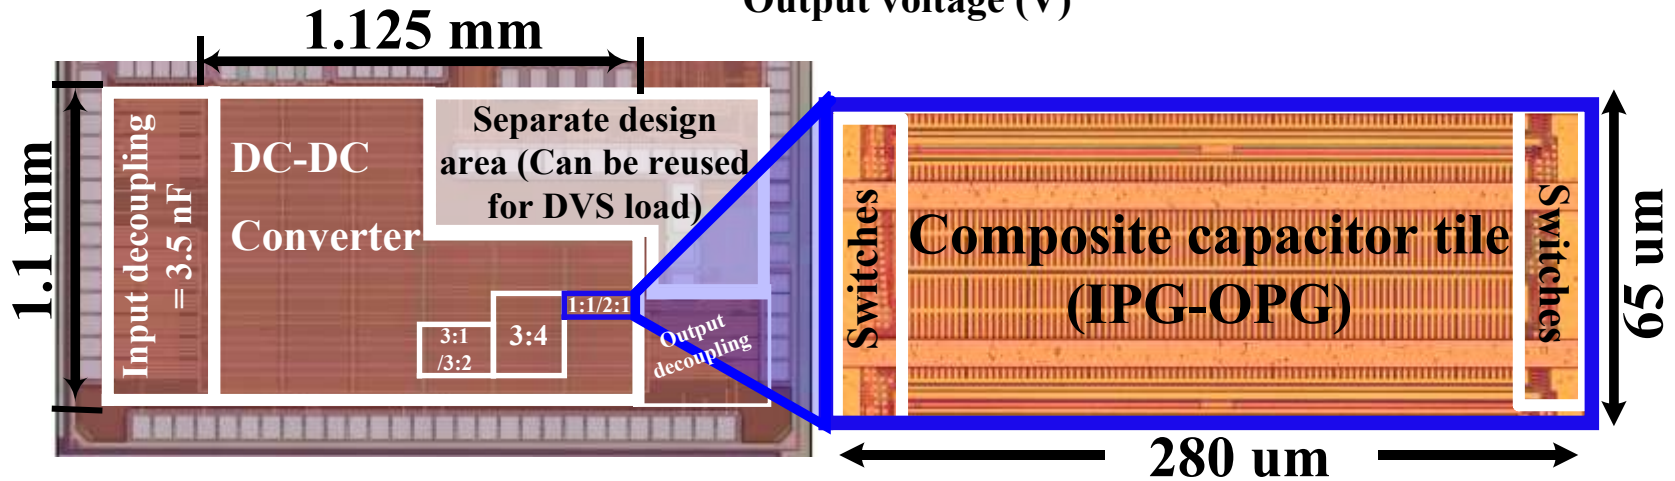 Output voltage (V)
1.125 mm
1.1 mm
Input decoupling
= 3.5 nF
DC-DC
Converter
Separate design
area (Can be reused
for DVS load)
1:1/2:1
3:4
3:1
/3:2
Output
decoupling
Switches
Composite capacitor tile
(IPG-OPG)
Switches
65 um
280 um